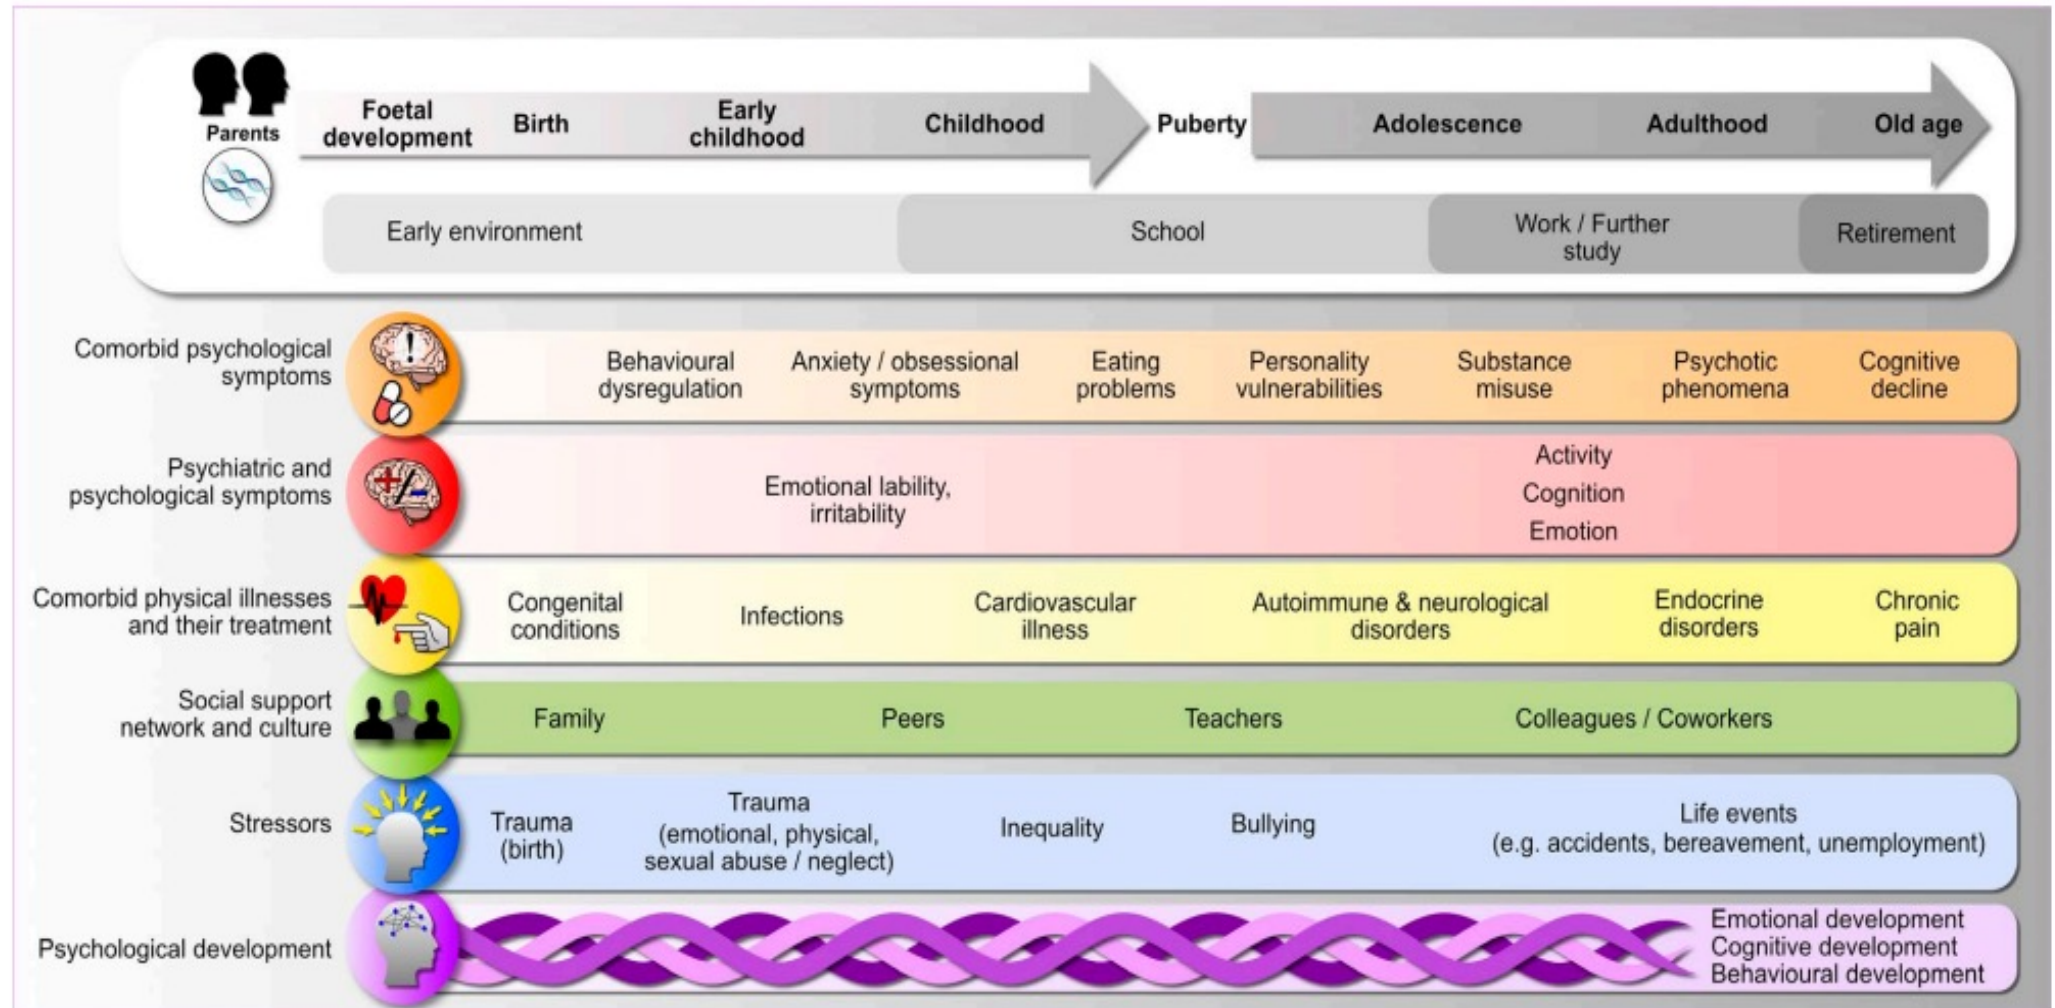 Parents
Foetal
development
Birth
Early
childhood
Childhood
Puberty
Adolescence
Adulthood
Old age
Early environment
School
Work / Further
study
Retirement
Comorbid psychological
symptoms
Behavioural
dysregulation
Anxiety / obsessional
symptoms
Eating
problems
Personality
vulnerabilities
Substance
misuse
Psychotic
phenomena
Cognitive
decline
Psychiatric and
psychological symptoms
Emotional lability,
irritability
Activity
Cognition
Emotion
Comorbid physical illnesses
and their treatment
Congenital
conditions
Infections
Cardiovascular
illness
Autoimmune & neurological
disorders
Endocrine
disorders
Chronic
pain
Social support
network and culture
Family
Peers
Teachers
Colleagues / Coworkers
Stressors
Trauma
(birth)
Trauma
(emotional, physical,
sexual abuse / neglect)
Inequality
Bullying
Life events
(e.g. accidents, bereavement, unemployment)
Psychological development
Emotional development
Cognitive development
Behavioural development